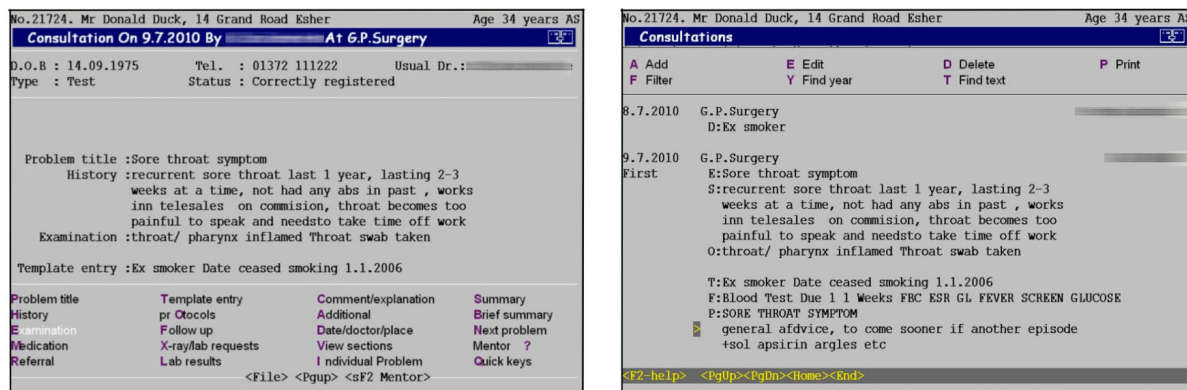 No.21724. Mr Donald Duck, 14 Grand Road Esher Age 34 years AS
Consultation On 9.7.2010 By At G.P.Surgery
D.O.B : 14.09.1975 Tel. : 01372 111222 Usual Dr.:
Type : Test Status : Correctly registered
Problem title :Sore throat symptom
History :recurrent sore throat last 1 year, lasting 2-3
weeks at a time, not had any abs in past , works
inn telesales on commision, throat becomes too
painful to speak and needsto take time off work
Examination :throat/ pharynx inflamed Throat swab taken
Template entry :Ex smoker Date ceased smoking 1.1.2006
Problem title Template entry Comment/explanation Summary
History pr Otocols Additional Brief summary
Examination Follow up Date/doctor/place Next problem
Medication X-ray/lab requests View sections Mentor ?
Referral Lab results I ndividual Problem Quick keys
<File> <Pgup> <sF2 Mentor>
No.21724. Mr Donald Duck, 14 Grand Road Esher Age 34 years AS
Consultations
A Add E Edit D Delete P Print
F Filter Y Find year T Find text
8.7.2010 G.P.Surgery
D:Ex smoker
9.7.2010 G.P.Surgery
First E:Sore throat symptom
S:recurrent sore throat last 1 year, lasting 2-3
weeks at a time, not had any abs in past , works
inn telesales on commision, throat becomes too
painful to speak and needsto take time off work
O:throat/ pharynx inflamed Throat swab taken
T:Ex smoker Date ceased smoking 1.1.2006
F:Blood Test Due 1 1 Weeks FBC ESR GL FEVER SCREEN GLUCOSE
P:SORE THROAT SYMPTOM
> general afdvice, to come sooner if another episode
+sol apsirin argles etc
<F2-help> <PgUp><PgDn><Home><End>